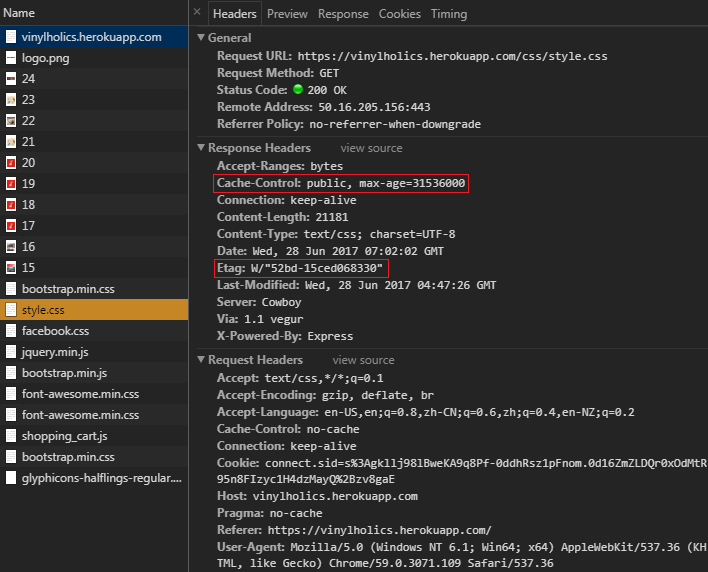 Name
vinylholics.herokuapp.com
logo.png
24
23
22
21
20
19
18
17
16
15
bootstrap.min.css
style.css
facebook.css
jquery.min.js
bootstrap.min.js
font-awesome.min.css
font-awesome.min.css
shopping_cart.js
bootstrap.min.css
glyphicons-halflings-regular....
× Headers Preview Response Cookies Timing
▼ General
Request URL: https://vinylholics.herokuapp.com/css/style.css
Request Method: GET
Status Code: 200 OK
Remote Address: 50.16.205.156:443
Referrer Policy: no-referrer-when-downgrade
▼ Response Headers view source
Accept-Ranges: bytes
Cache-Control: public, max-age=31536000
Connection: keep-alive
Content-Length: 21181
Content-Type: text/css; charset=UTF-8
Date: Wed, 28 Jun 2017 07:02:02 GMT
Etag: W/"52bd-15ced068330"
Last-Modified: Wed, 28 Jun 2017 04:47:26 GMT
Server: Cowboy
Via: 1.1 vegur
X-Powered-By: Express
▼ Request Headers view source
Accept: text/css,*/*;q=0.1
Accept-Encoding: gzip, deflate, br
Accept-Language: en-US,en;q=0.8,zh-CN;q=0.6,zh;q=0.4,en-NZ;q=0.2
Cache-Control: no-cache
Connection: keep-alive
Cookie: connect.sid=s%3Agkllj98lBweKA9q8Pf-0ddhRsz1pFnom.0d16ZmZLDQr0xOdMtR
95n8FIzyc1H4dzMayQ%2Bzv8gaE
Host: vinylholics.herokuapp.com
Pragma: no-cache
Referer: https://vinylholics.herokuapp.com/
User-Agent: Mozilla/5.0 (Windows NT 6.1; Win64; x64) AppleWebKit/537.36 (KH
TML, like Gecko) Chrome/59.0.3071.109 Safari/537.36